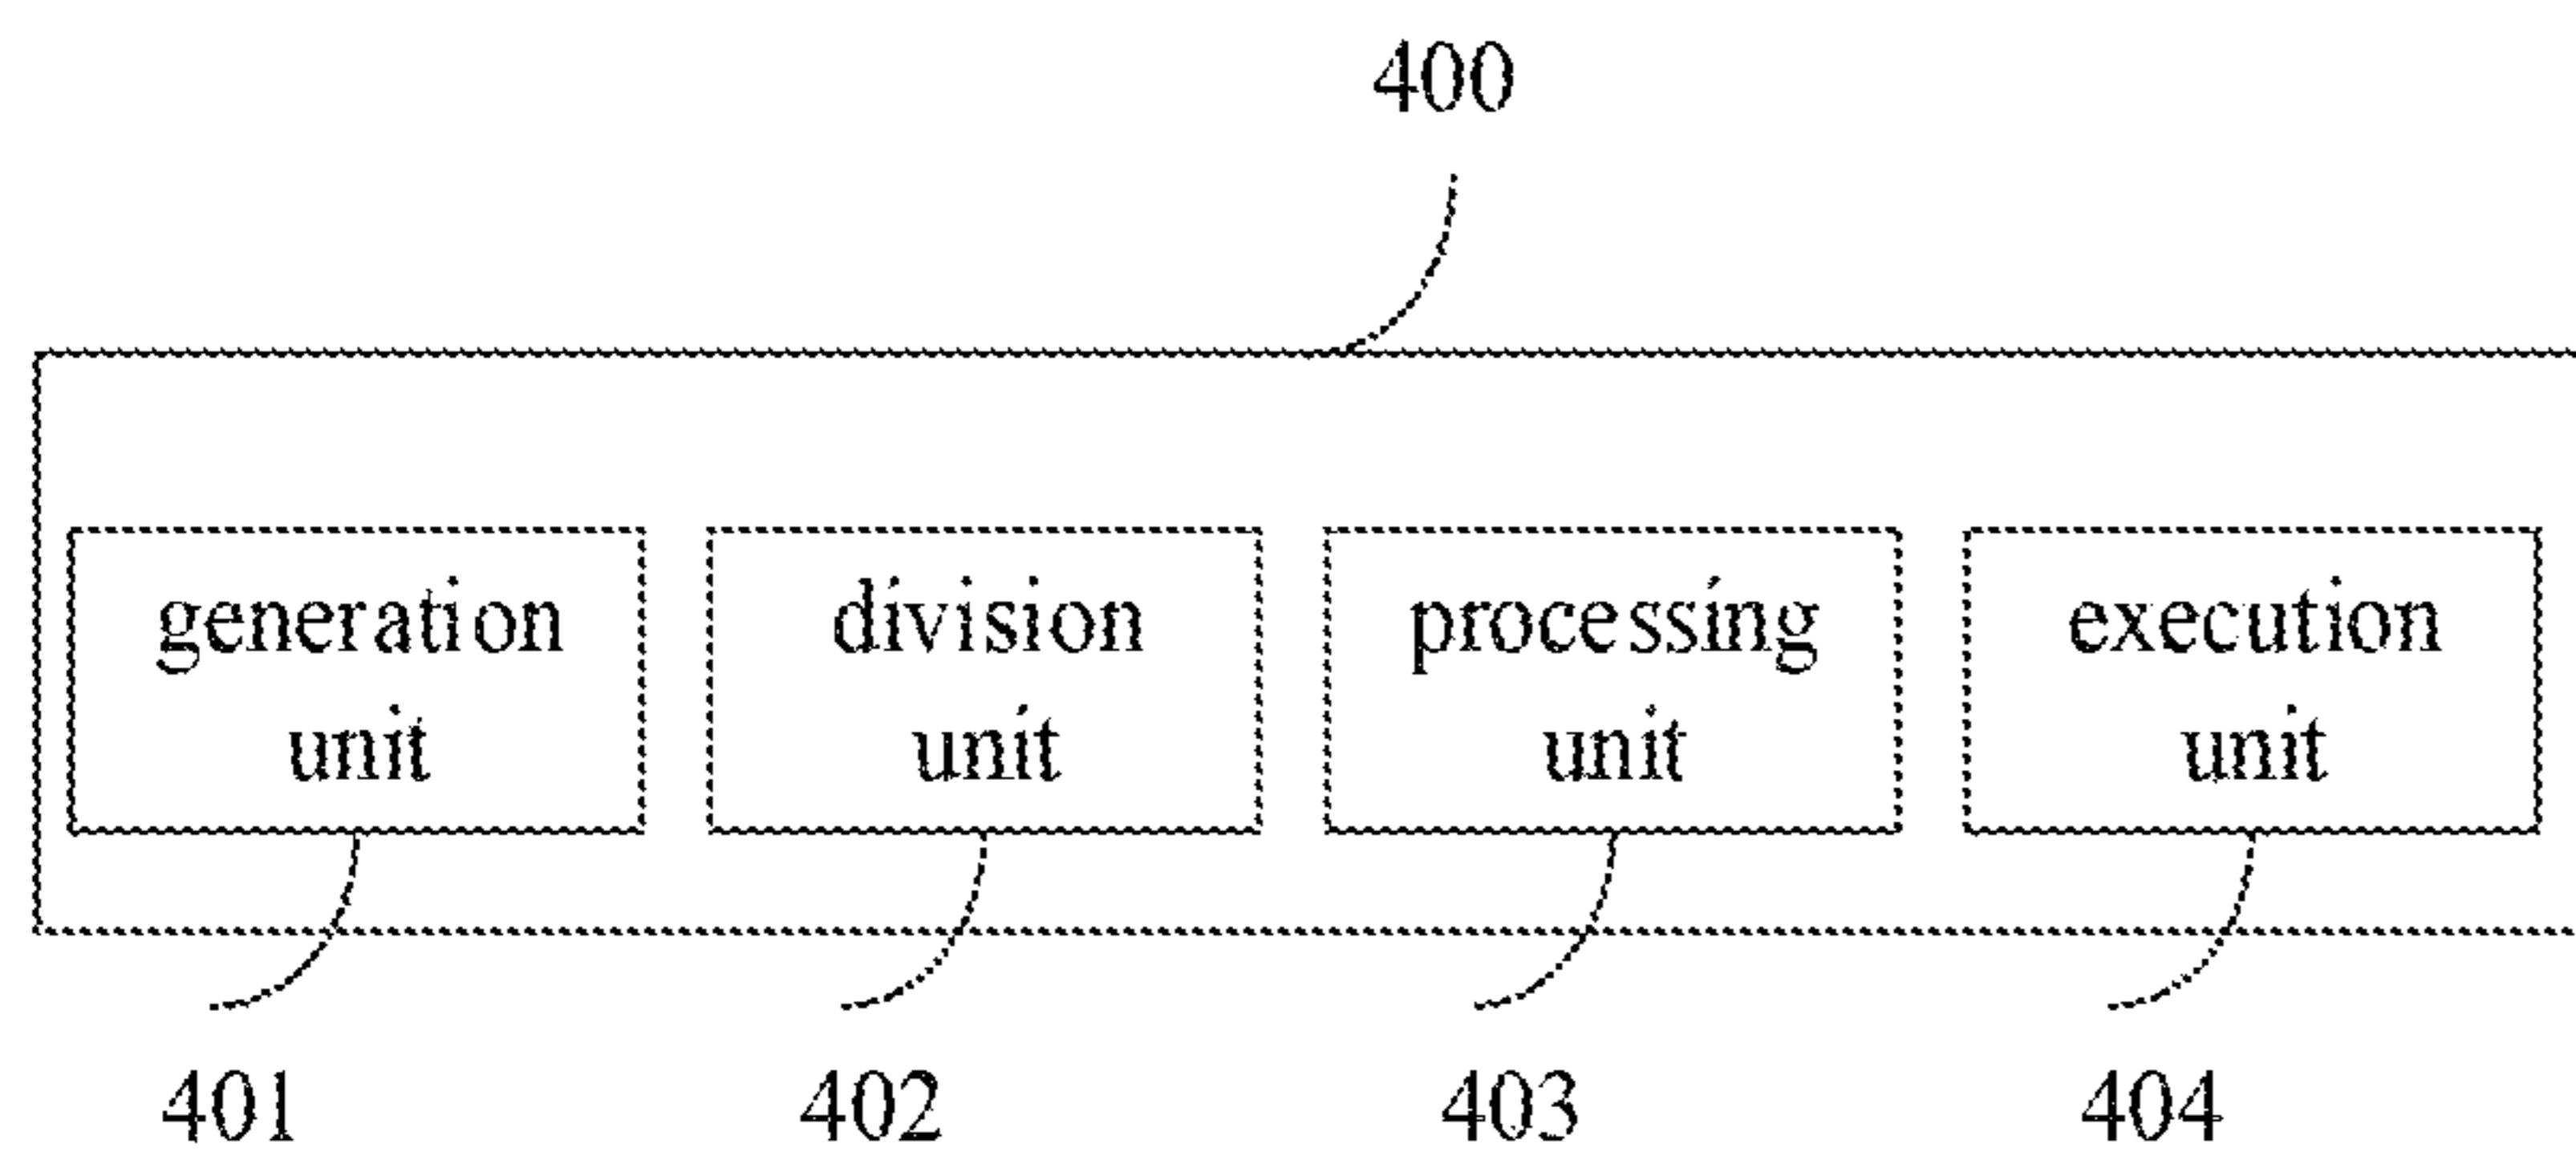 400
generation
unit
division
unit
processing
unit
execution
unit
401
402
403
404